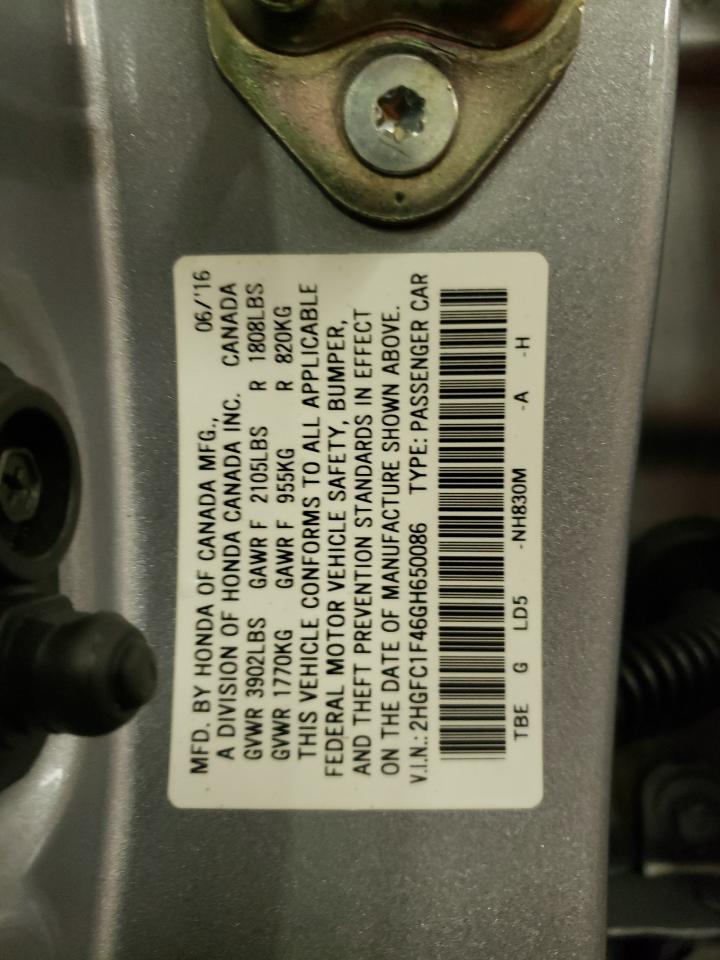 MFD. BY HONDA OF CANADA MFG., 06/'16
A DIVISION OF HONDA CANADA INC. CANADA
GVWR 3902LBS GAWR F 2105LBS R 1808LBS
GVWR 1770KG GAWR F 955KG R 820KG
THIS VEHICLE CONFORMS TO ALL APPLICABLE
FEDERAL MOTOR VEHICLE SAFETY, BUMPER,
AND THEFT PREVENTION STANDARDS IN EFFECT
ON THE DATE OF MANUFACTURE SHOWN ABOVE.
V.I.N.: 2HGFC1F46GH650086 TYPE: PASSENGER CAR
TBE G LD5 -NH830M -A -H